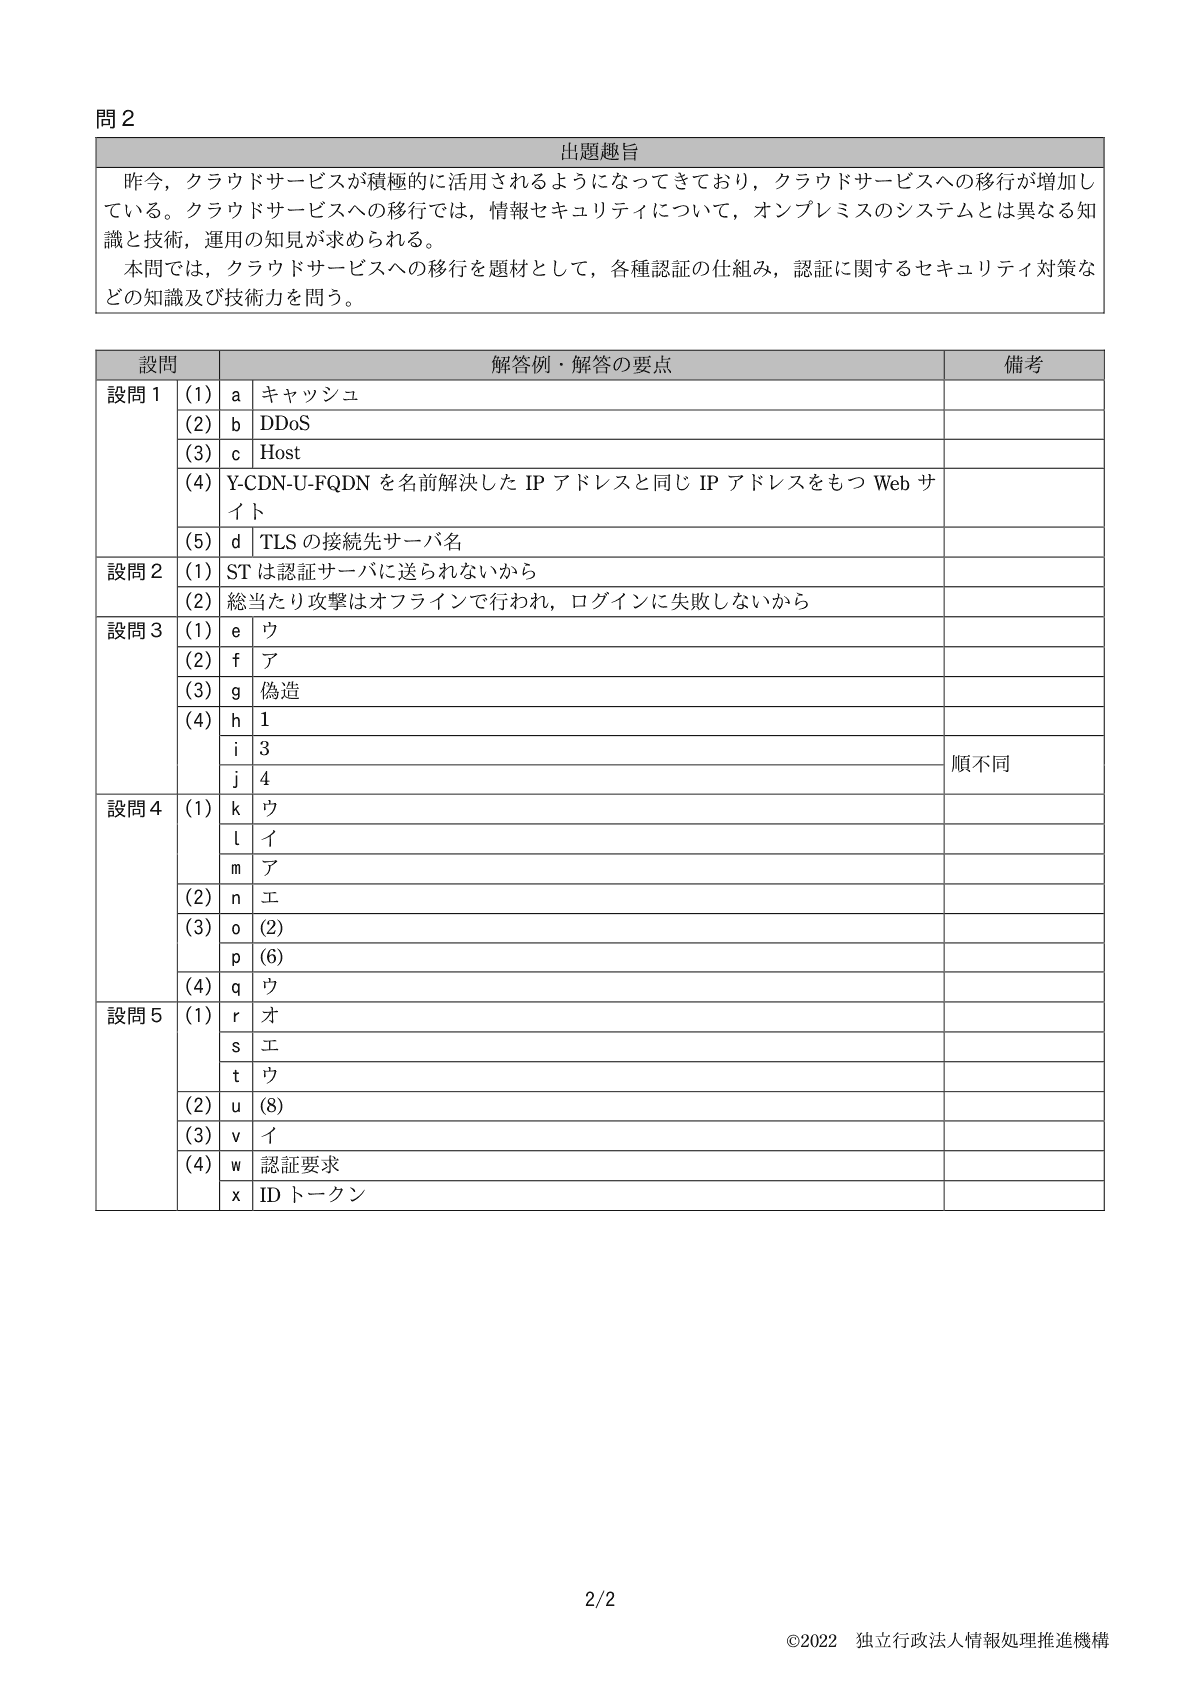 問２
出題趣旨
　昨今，クラウドサービスが積極的に活用されるようになってきており，クラウドサービスへの移行が増加し
ている。クラウドサービスへの移行では，情報セキュリティについて，オンプレミスのシステムとは異なる知
識と技術，運用の知見が求められる。
　本問では，クラウドサービスへの移行を題材として，各種認証の仕組み，認証に関するセキュリティ対策な
どの知識及び技術力を問う。
設問 解答例・解答の要点 備考
設問１ (1) a キャッシュ
(2) b DDoS
(3) c Host
(4) Y-CDN-U-FQDN を名前解決した IP アドレスと同じ IP アドレスをもつ Web サ
イト
(5) d TLS の接続先サーバ名
設問２ (1) ST は認証サーバに送られないから
(2) 総当たり攻撃はオフラインで行われ，ログインに失敗しないから
設問３ (1) e ウ
(2) f ア
(3) g 偽造
(4) h 1
i 3 順不同
j 4
設問４ (1) k ウ
l イ
m ア
(2) n エ
(3) o (2)
p (6)
(4) q ウ
設問５ (1) r オ
s エ
t ウ
(2) u (8)
(3) v イ
(4) w 認証要求
x ID トークン
2/2
©2022　独立行政法人情報処理推進機構